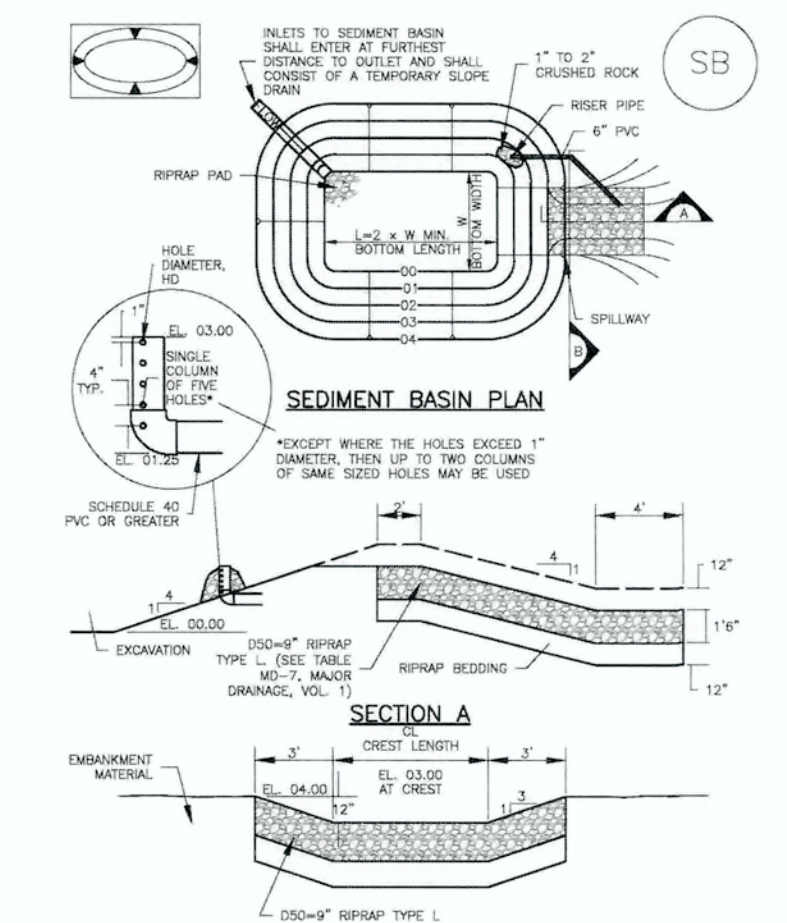 INLETS TO SEDIMENT BASIN
SHALL ENTER AT FURTHEST
DISTANCE TO OUTLET AND SHALL
CONSIST OF A TEMPORARY SLOPE
DRAIN
1" TO 2"
CRUSHED ROCK
SB
RISER PIPE
6" PVC
FLOW
RIPRAP PAD
L=2 x W MIN.
BOTTOM LENGTH
W
BOTTOM WIDTH
A
00
01
02
03
04
SPILLWAY
B
HOLE
DIAMETER,
HD
1"
EL. 03.00
SINGLE
COLUMN
OF FIVE
HOLES*
4"
TYP.
EL. 01.25
SEDIMENT BASIN PLAN
*EXCEPT WHERE THE HOLES EXCEED 1"
DIAMETER, THEN UP TO TWO COLUMNS
OF SAME SIZED HOLES MAY BE USED
SCHEDULE 40
PVC OR GREATER
2'
4'
4
1
12"
4
1
EL. 00.00
1'6"
EXCAVATION
D50=9" RIPRAP
TYPE L. (SEE TABLE
MD-7, MAJOR
DRAINAGE, VOL. 1)
RIPRAP BEDDING
12"
SECTION A
CL
CREST LENGTH
3'
3'
EMBANKMENT
MATERIAL
EL. 03.00
AT CREST
EL. 04.00
12"
3
1
D50=9" RIPRAP TYPE L